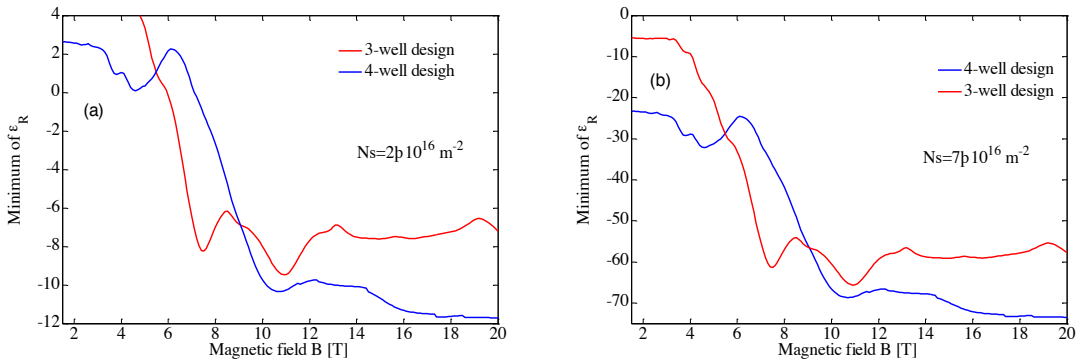 4
2
0
-2
-4
-6
-8
-10
-12
4 6 8 10 12 14 16 18 20
Minimum of εR
Magnetic field B [T]
(a)
3-well design
4-well desigh
Ns=2þ10^16 m^-2
0
-10
-20
-30
-40
-50
-60
-70
2 4 6 8 10 12 14 16 18 20
Minimum of εR
Magnetic field B [T]
(b)
4-well design
3-well design
Ns=7þ10^16 m^-2